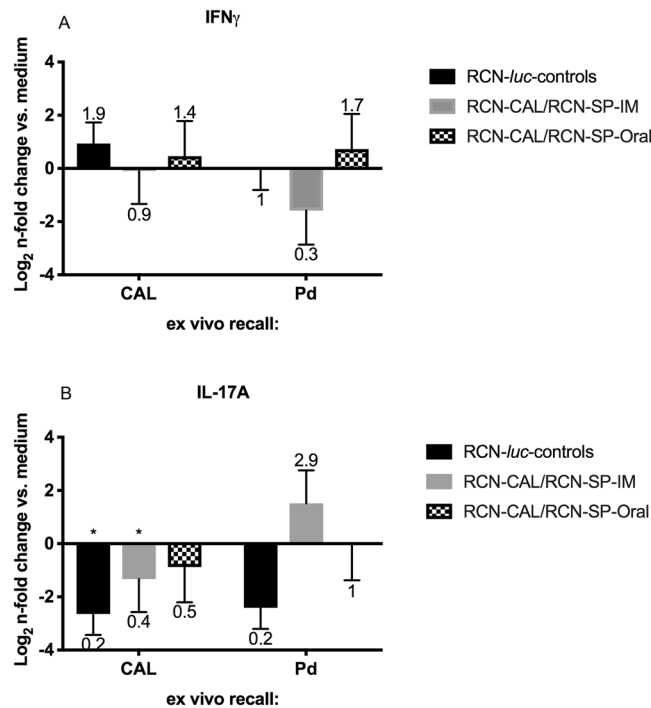 A
IFNγ
Log2 n-fold change vs. medium
4
2
0
-2
-4
1.9
0.9
1.4
1
0.3
1.7
CAL
Pd
ex vivo recall:
RCN-luc-controls
RCN-CAL/RCN-SP-IM
RCN-CAL/RCN-SP-Oral
B
IL-17A
Log2 n-fold change vs. medium
4
2
0
-2
-4
*
*
0.2
0.4
0.5
0.2
2.9
1
CAL
Pd
ex vivo recall:
RCN-luc-controls
RCN-CAL/RCN-SP-IM
RCN-CAL/RCN-SP-Oral